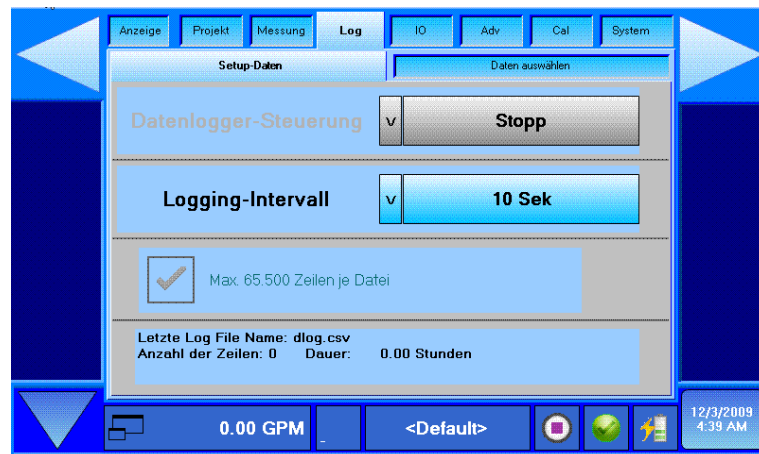 Anzeige Projekt Messung Log IO Adv Cal System
Setup-Daten Daten auswählen
Datenlogger-Steuerung v Stopp
Logging-Intervall v 10 Sek
Max. 65.500 Zeilen je Datei
Letzte Log File Name: dlog.csv
Anzahl der Zeilen: 0 Dauer: 0.00 Stunden
0.00 GPM _ <Default>
12/3/2009
4:39 AM